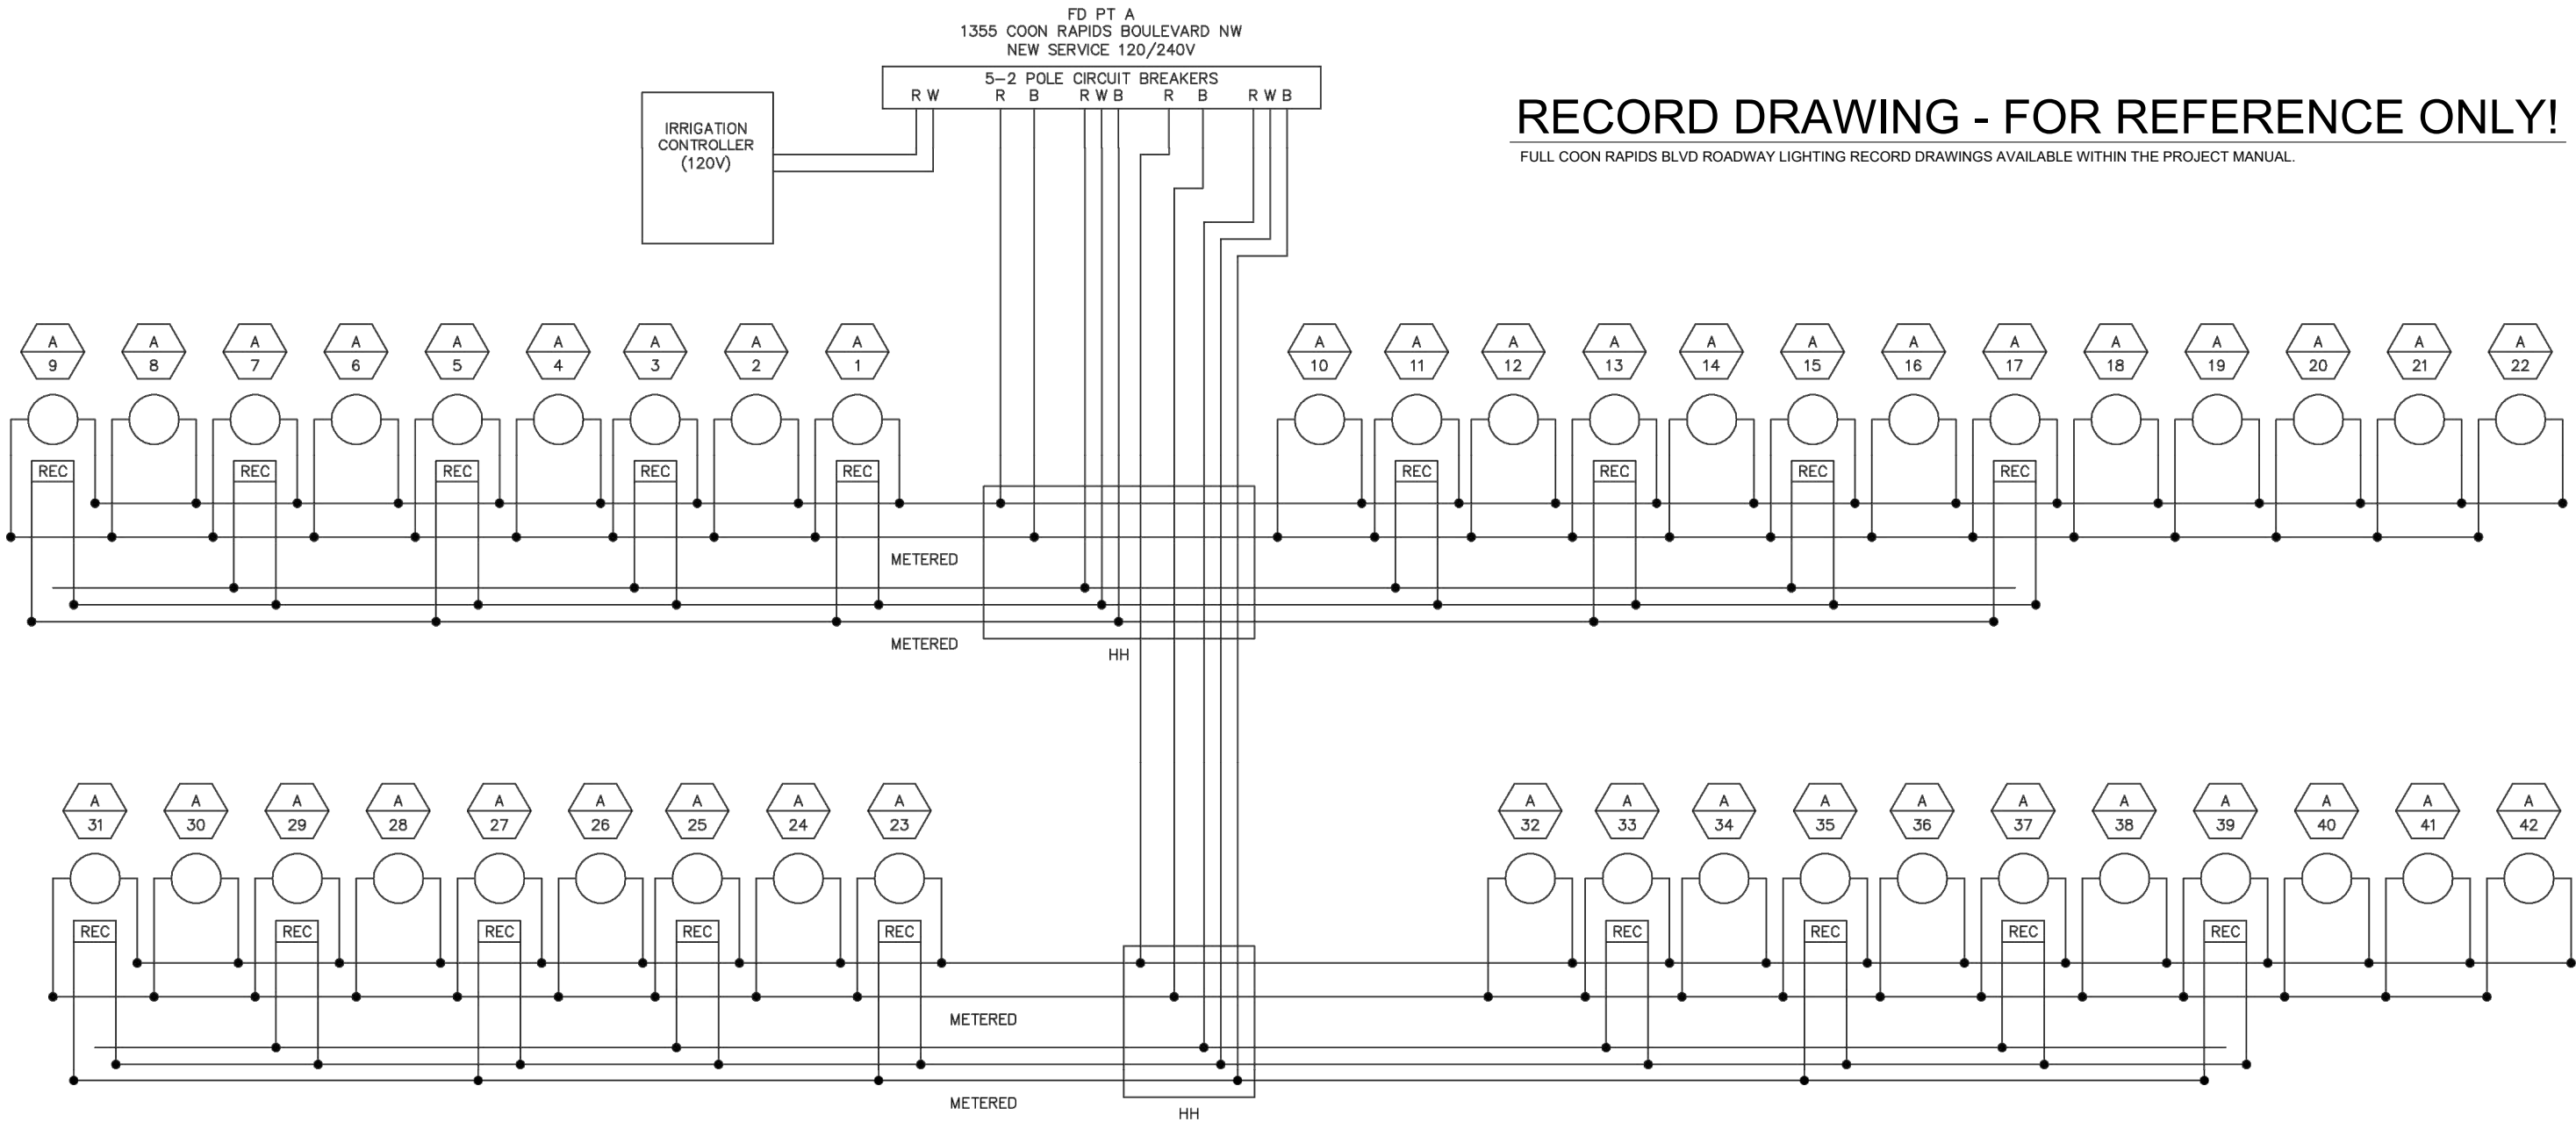 FD PT A
1355 COON RAPIDS BOULEVARD NW
NEW SERVICE 120/240V
5-2 POLE CIRCUIT BREAKERS
R W R B R W B R B R W B
IRRIGATION
CONTROLLER
(120V)
RECORD DRAWING - FOR REFERENCE ONLY!
FULL COON RAPIDS BLVD ROADWAY LIGHTING RECORD DRAWINGS AVAILABLE WITHIN THE PROJECT MANUAL.
A A A A A A A A A A A A A A A A A A A A A A
9 8 7 6 5 4 3 2 1 10 11 12 13 14 15 16 17 18 19 20 21 22
REC REC REC REC REC REC REC REC REC
METERED
METERED
HH
A A A A A A A A A A A A A A A A A A A A
31 30 29 28 27 26 25 24 23 32 33 34 35 36 37 38 39 40 41 42
REC REC REC REC REC REC REC REC REC
METERED
METERED
HH